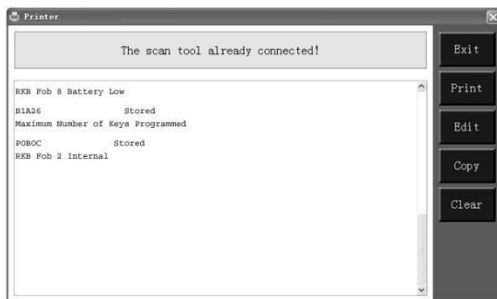 Printer
The scan tool already connected!
RKB Fob 8 Battery Low
B1A26 Stored
Maximum Number of Keys Programmed
POBOC Stored
RKB Fob 2 Internal
Exit
Print
Edit
Copy
Clear